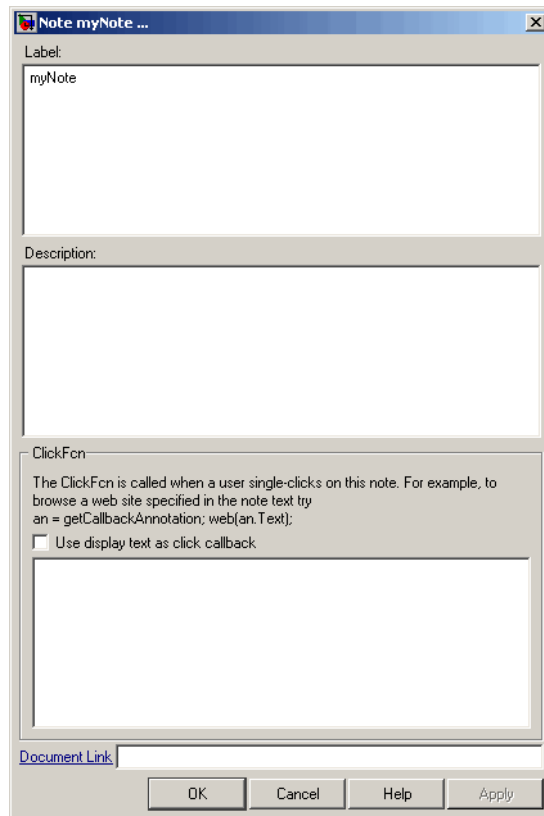 Note myNote ...
Label:
myNote
Description:
ClickFcn
The ClickFcn is called when a user single-clicks on this note. For example, to
browse a web site specified in the note text try
an = getCallbackAnnotation; web(an.Text);
Use display text as click callback
Document Link
OK Cancel Help Apply